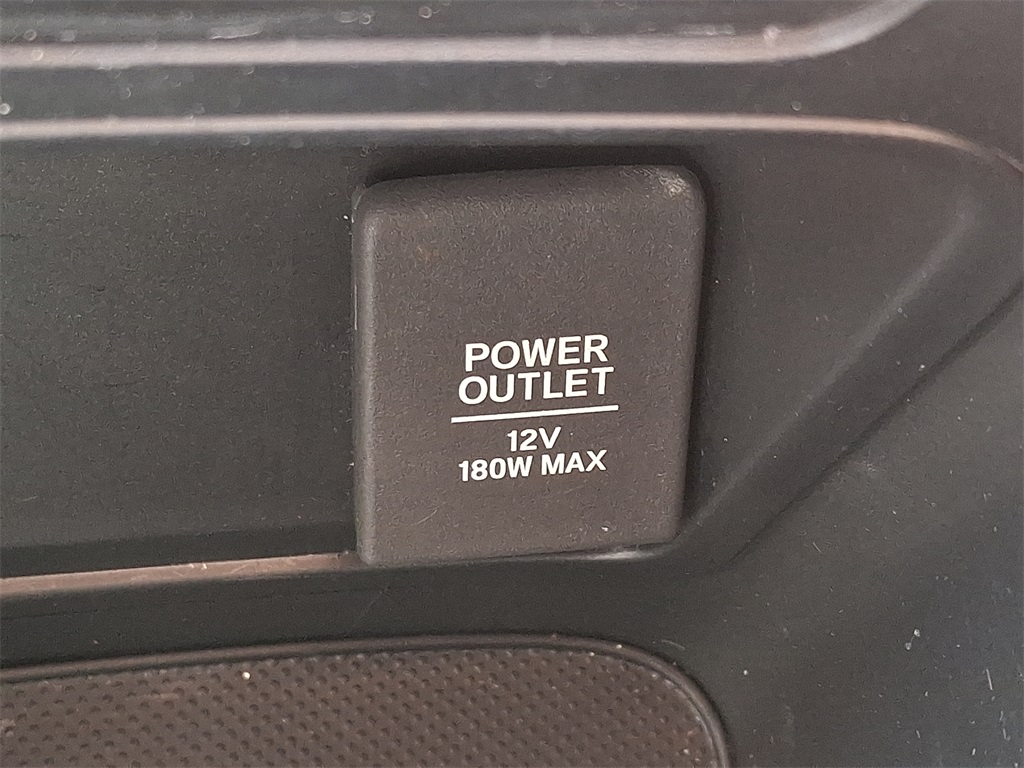 POWER
OUTLET
12V
180W MAX